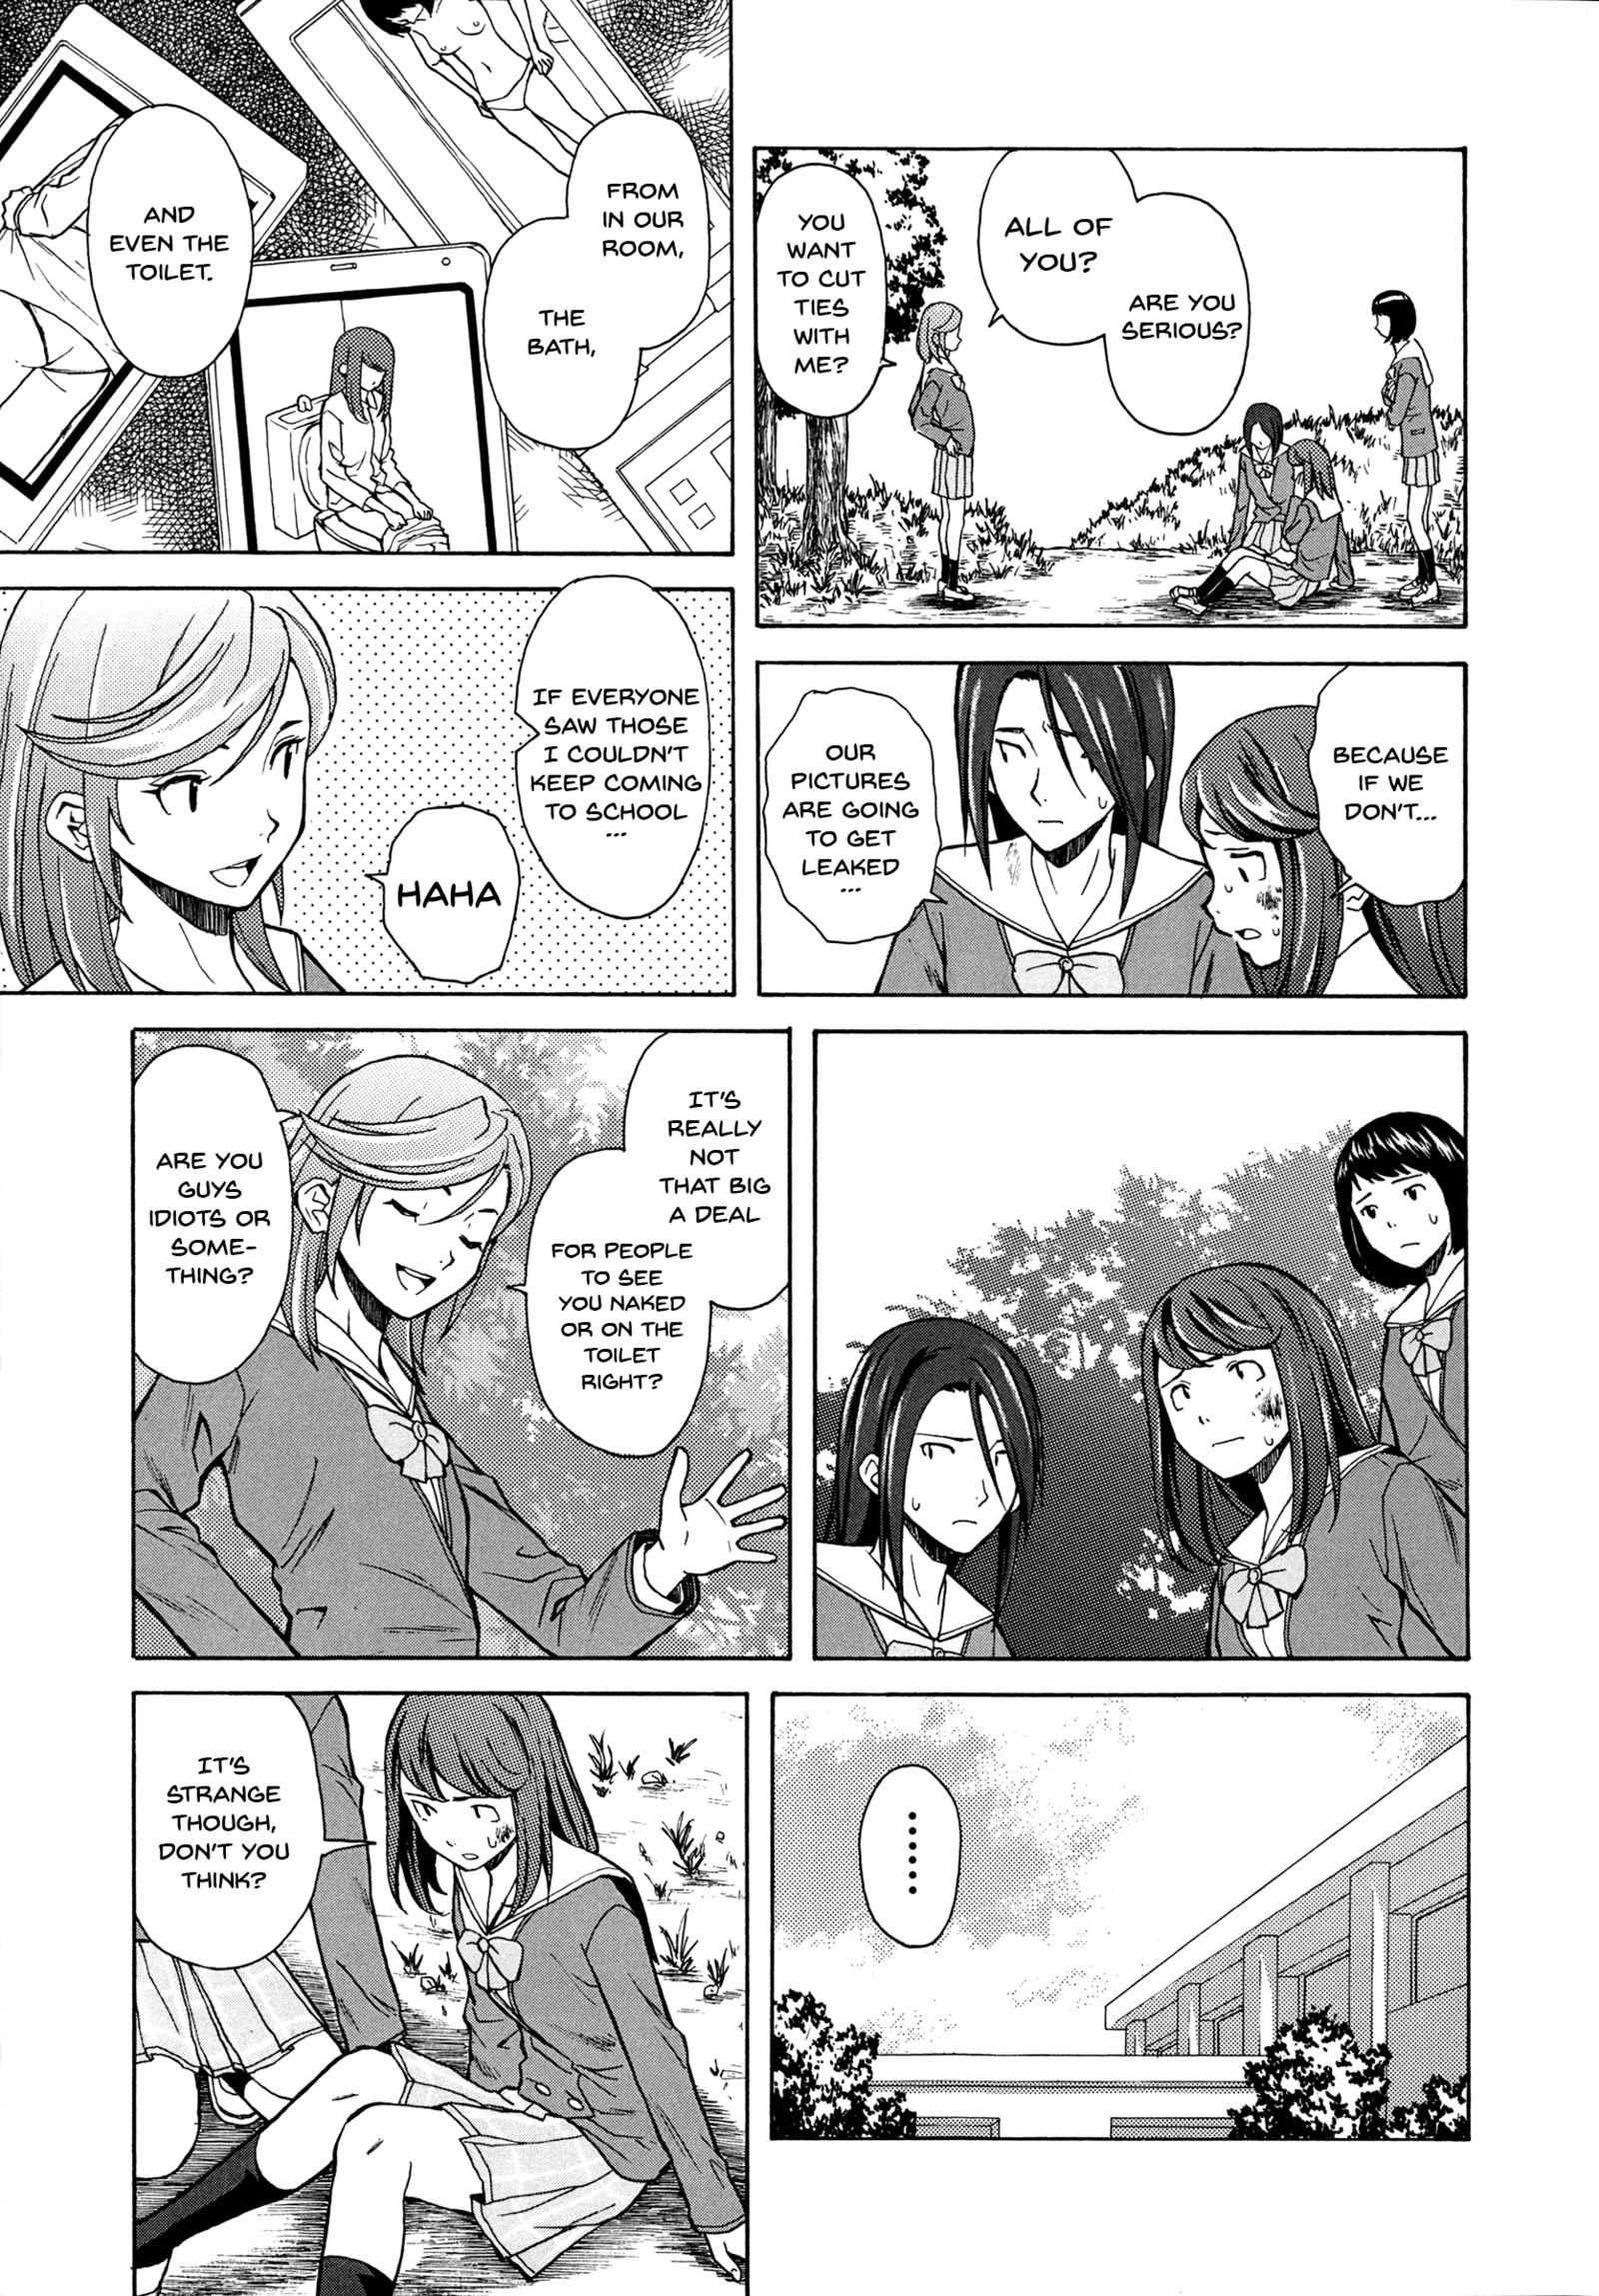 ALL OF
YOU?
ARE YOU
SERIOUS?
YOU
WANT
TO CUT
TIES
WITH
ME?
FROM
IN OUR
ROOM,
THE
BATH,
AND
EVEN THE
TOILET.
BECAUSE
IF WE
DON'T...
OUR
PICTURES
ARE GOING
TO GET
LEAKED
...
IF EVERYONE
SAW THOSE
I COULDN'T
KEEP COMING
TO SCHOOL
...
HAHA
IT'S
REALLY
NOT
THAT BIG
A DEAL
FOR PEOPLE
TO SEE
YOU NAKED
OR ON THE
TOILET
RIGHT?
ARE YOU
GUYS
IDIOTS OR
SOME-
THING?
......
IT'S
STRANGE
THOUGH,
DON'T YOU
THINK?